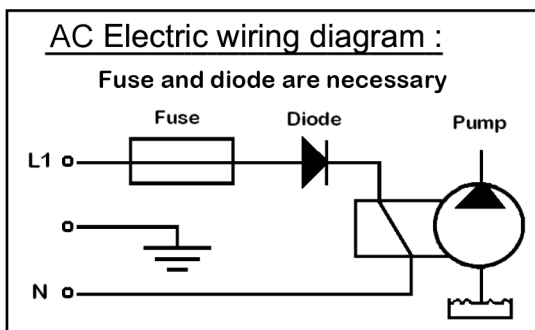 AC Electric wiring diagram :
Fuse and diode are necessary
Fuse
Diode
Pump
L1
N